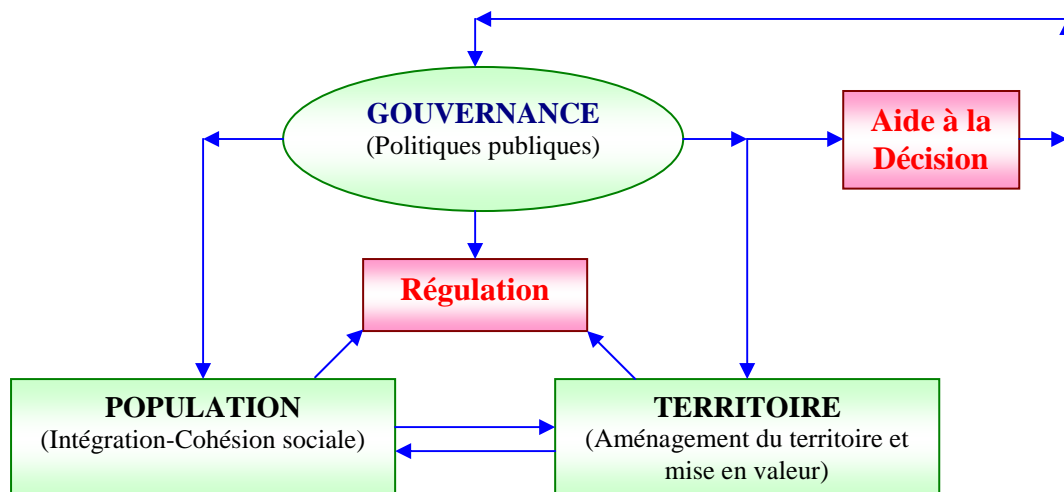 GOUVERNANCE
(Politiques publiques)
Aide à la
Décision
Régulation
POPULATION
(Intégration-Cohésion sociale)
TERRITOIRE
(Aménagement du territoire et
mise en valeur)